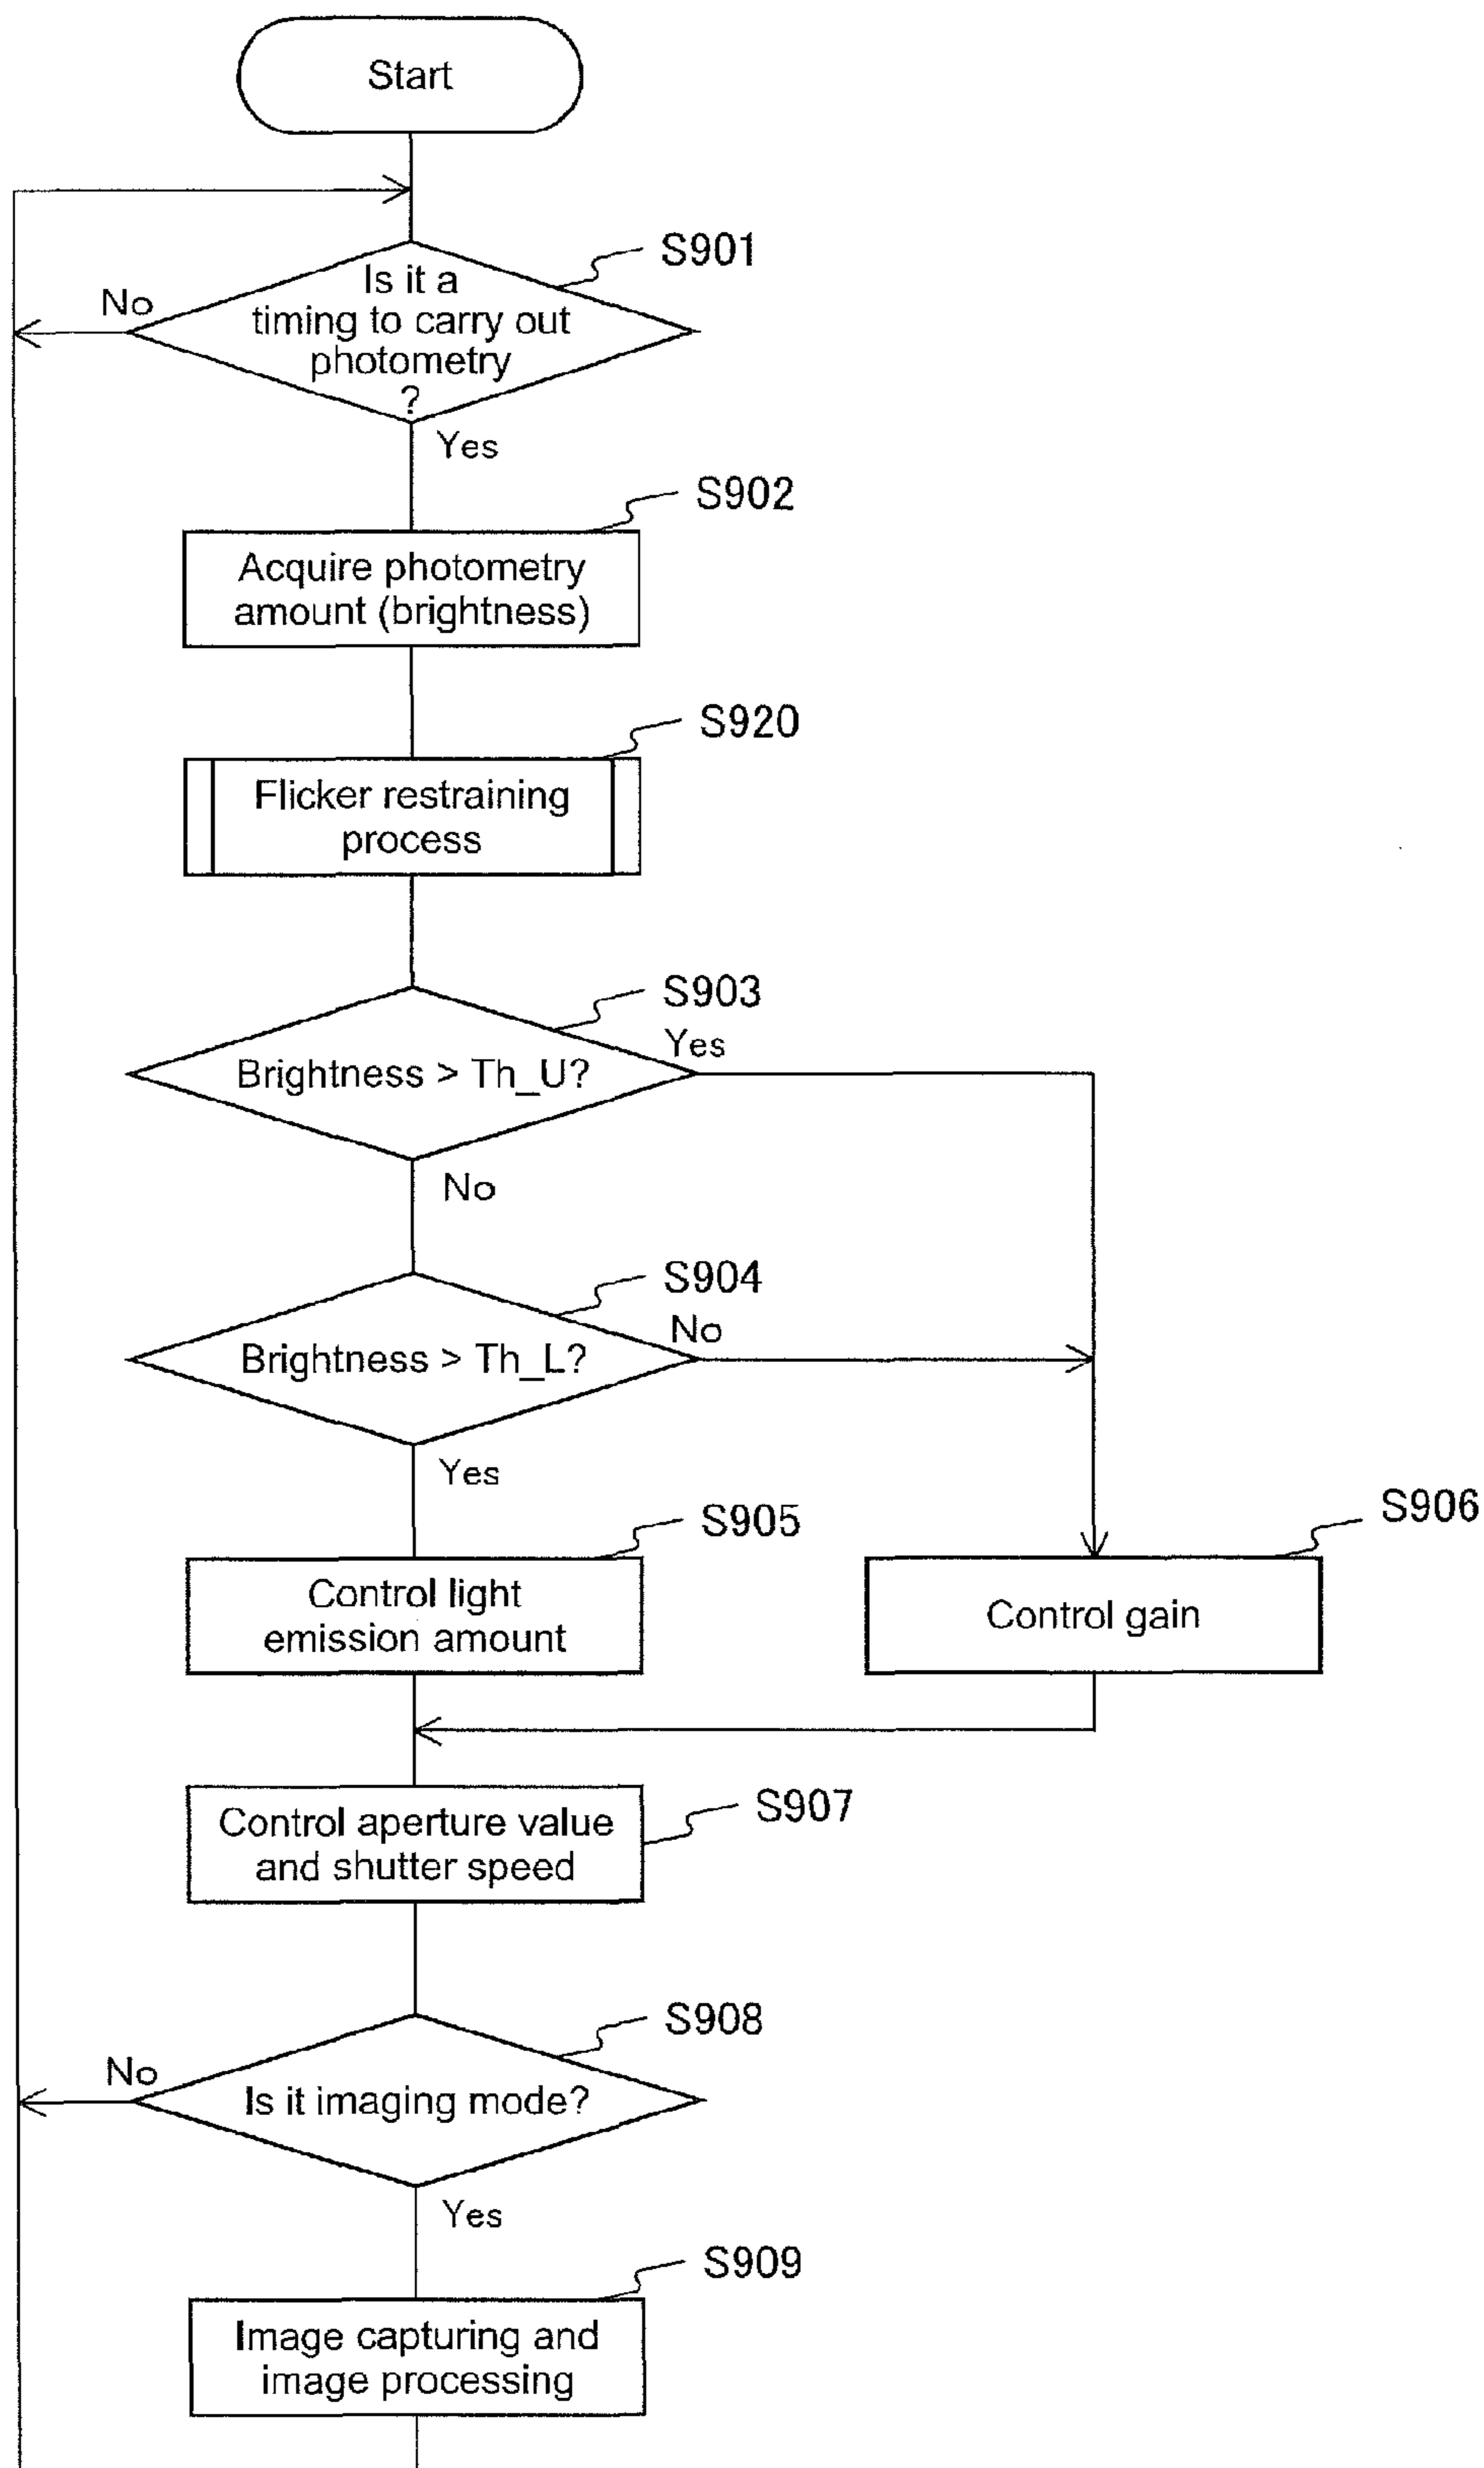 Start
S901
Is it a
timing to carry out
photometry
?
No
Yes
S902
Acquire photometry
amount (brightness)
S920
Flicker restraining
process
S903
Brightness > Th_U?
Yes
No
S904
Brightness > Th_L?
No
Yes
S905
Control light
emission amount
S906
Control gain
S907
Control aperture value
and shutter speed
S908
Is it imaging mode?
No
Yes
S909
Image capturing and
image processing